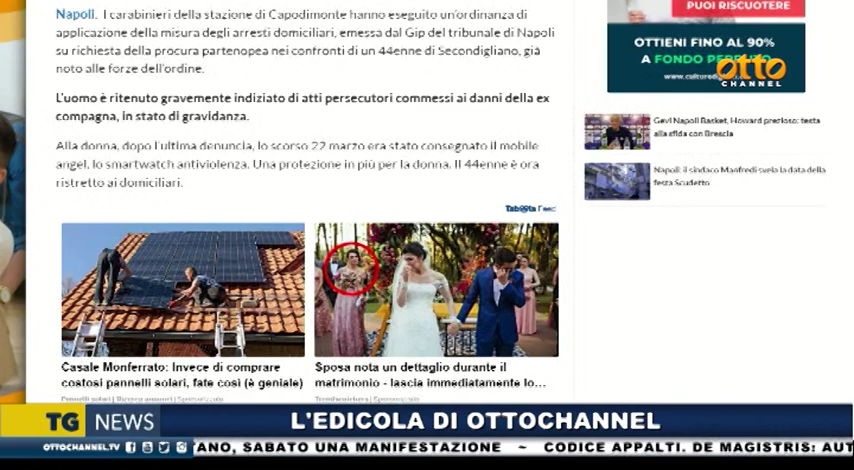 Napoli. I carabinieri della stazione di Capodimonte hanno eseguito un'ordinanza di
applicazione della misura degli arresti domiciliari, emessa dal Gip del tribunale di Napoli
su richiesta della procura partenopea nei confronti di un 44enne di Secondigliano, già
noto alle forze dell'ordine.
L'uomo è ritenuto gravemente indiziato di atti persecutori commessi ai danni della ex
compagna, in stato di gravidanza.
Alla donna, dopo l'ultima denuncia, lo scorso 22 marzo era stato consegnato il mobile
angel, lo smartwatch antiviolenza. Una protezione in più per la donna. Il 44enne è ora
ristretto ai domiciliari.
PUOI RISCUOTERE
OTTIENI FINO AL 90%
A FONDO
otto
CHANNEL
Gevi Napoli Basket, Howard prezioso: testa
alla sfida con Brescia
Napoli: il sindaco Manfredi svela la data della
festa Scudetto
Taboola Feed
Casale Monferrato: Invece di comprare
costosi pannelli solari, fate così (è geniale)
Pannelli solari | Ricerca annunci | Sponsorizzato
Sposa nota un dettaglio durante il
matrimonio - lascia immediatamente lo...
TG NEWS
L'EDICOLA DI OTTOCHANNEL
OTTOCHANNEL.TV
TANO, SABATO UNA MANIFESTAZIONE ~ CODICE APPALTI. DE MAGISTRIS: AUT